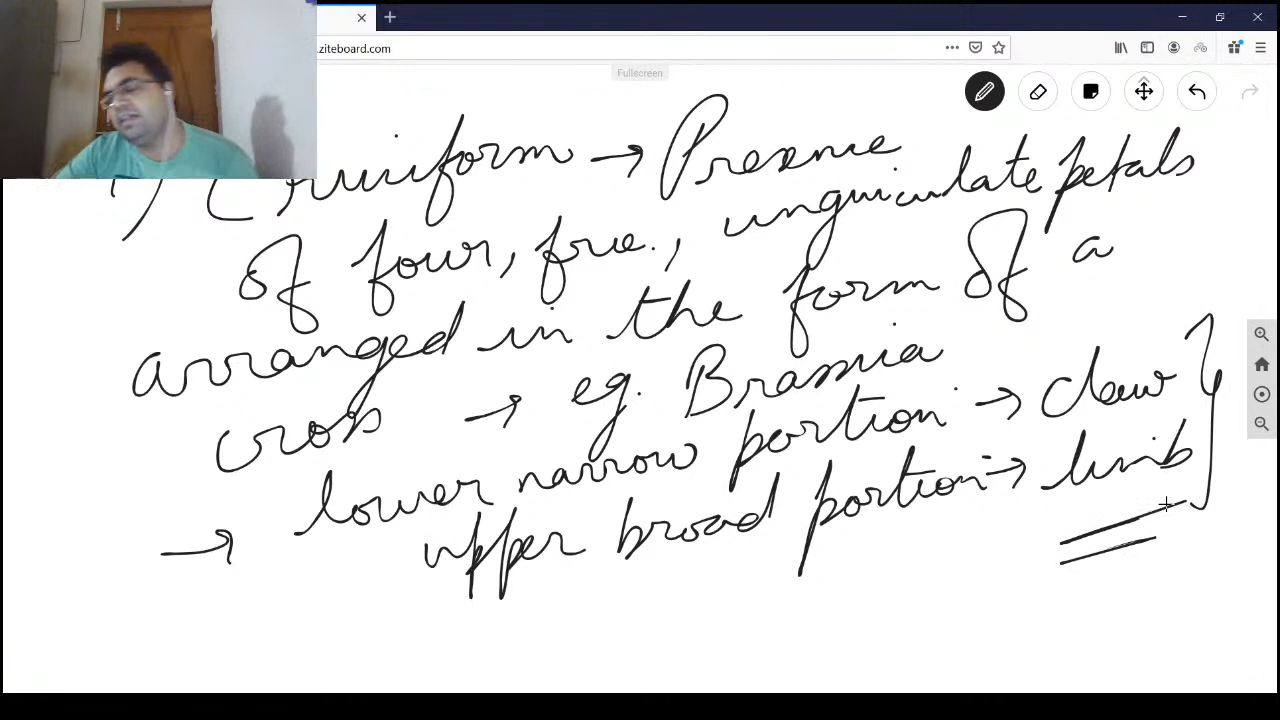 ziteboard.com
Fullscreen
1) Cruciform → Presence
of four, free, unguiculate petals
arranged in the form of a
cross → eg. Brassica
→ lower narrow portion → claw
upper broad portion → limb